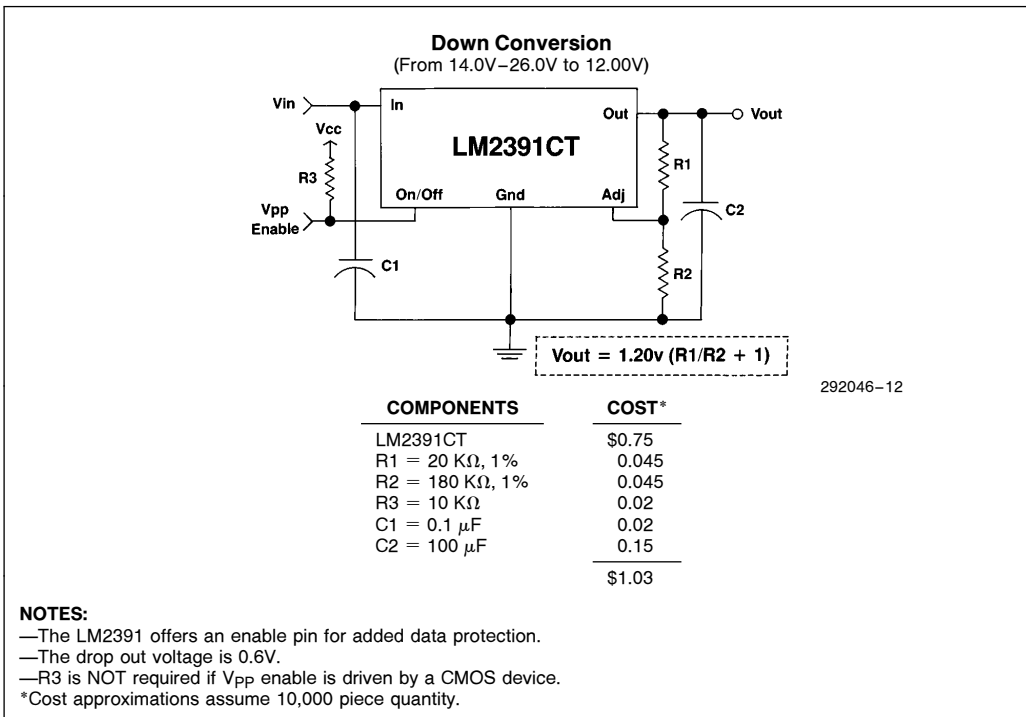 Down Conversion
(From 14.0V–26.0V to 12.00V)
Vin
In
Out
Vout
Vcc
LM2391CT
R1
R3
On/Off
Gnd
Adj
Vpp
Enable
C2
C1
R2
Vout = 1.20v (R1/R2 + 1)
292046–12
COMPONENTS COST*
LM2391CT $0.75
R1 = 20 KΩ, 1% 0.045
R2 = 180 KΩ, 1% 0.045
R3 = 10 KΩ 0.02
C1 = 0.1 μF 0.02
C2 = 100 μF 0.15
$1.03
NOTES:
—The LM2391 offers an enable pin for added data protection.
—The drop out voltage is 0.6V.
—R3 is NOT required if VPP enable is driven by a CMOS device.
*Cost approximations assume 10,000 piece quantity.